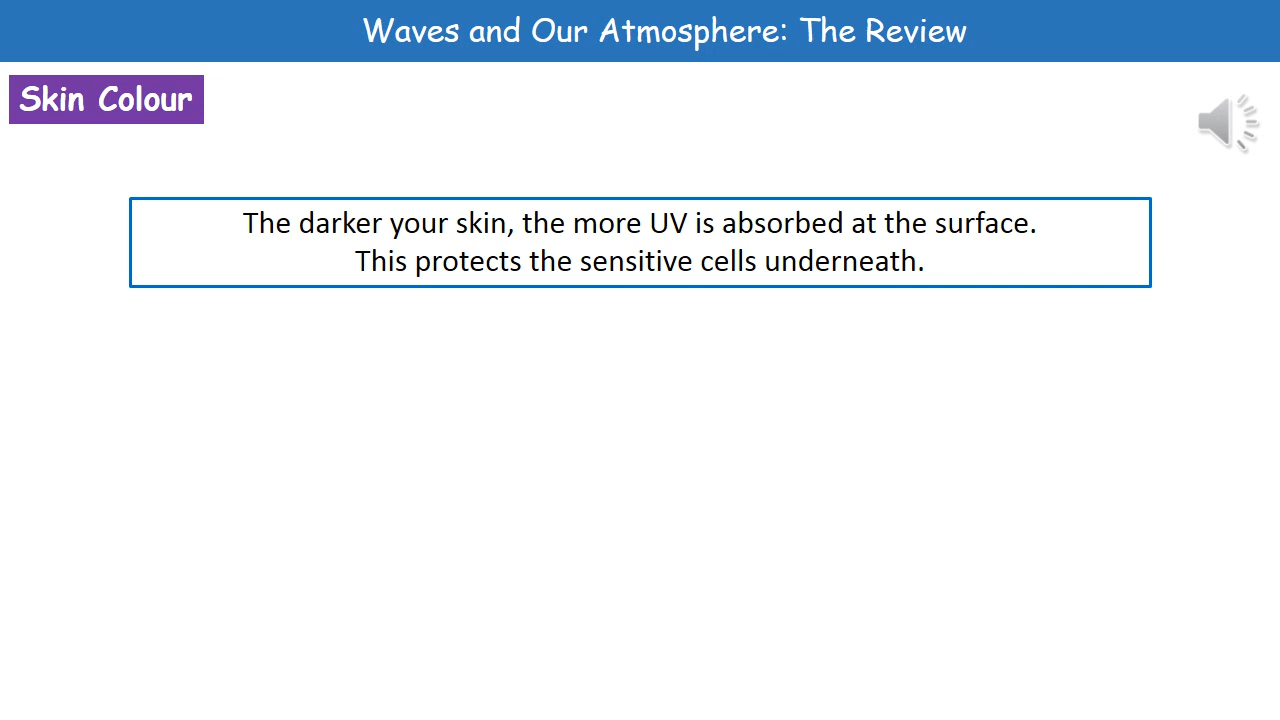 Waves and Our Atmosphere: The Review
Skin Colour
The darker your skin, the more UV is absorbed at the surface.
This protects the sensitive cells underneath.